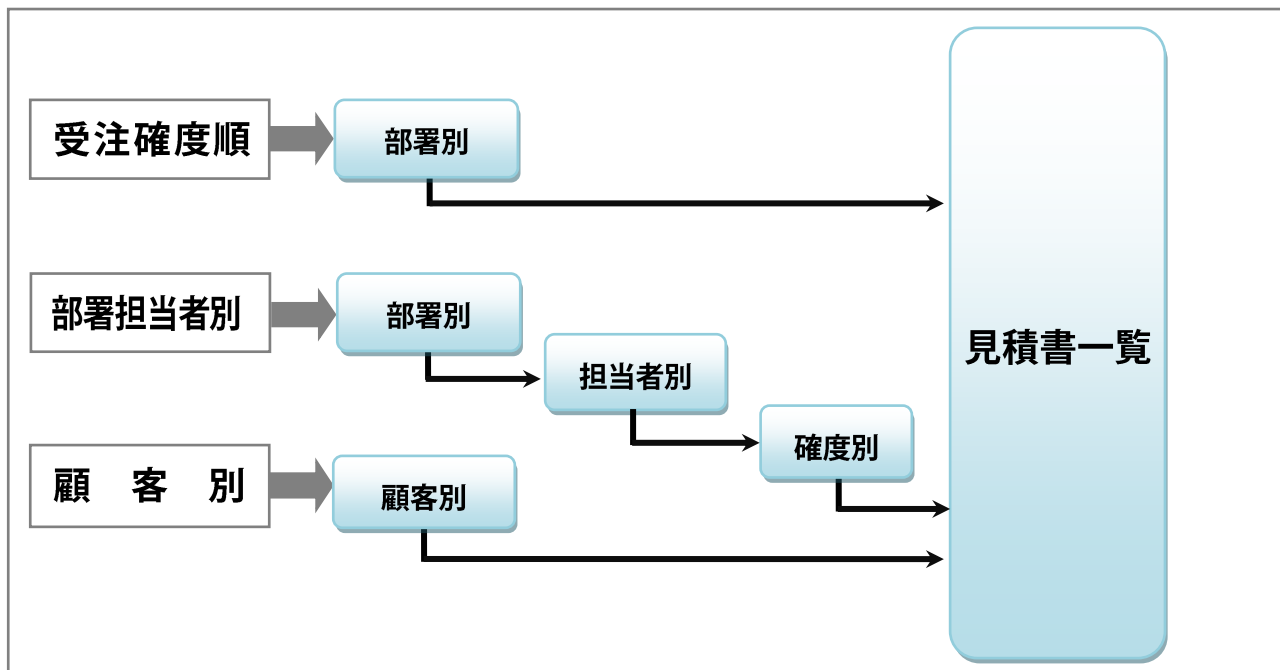 受注確度順
部署別
部署担当者別
部署別
担当者別
見積書一覧
確度別
顧 客 別
顧客別